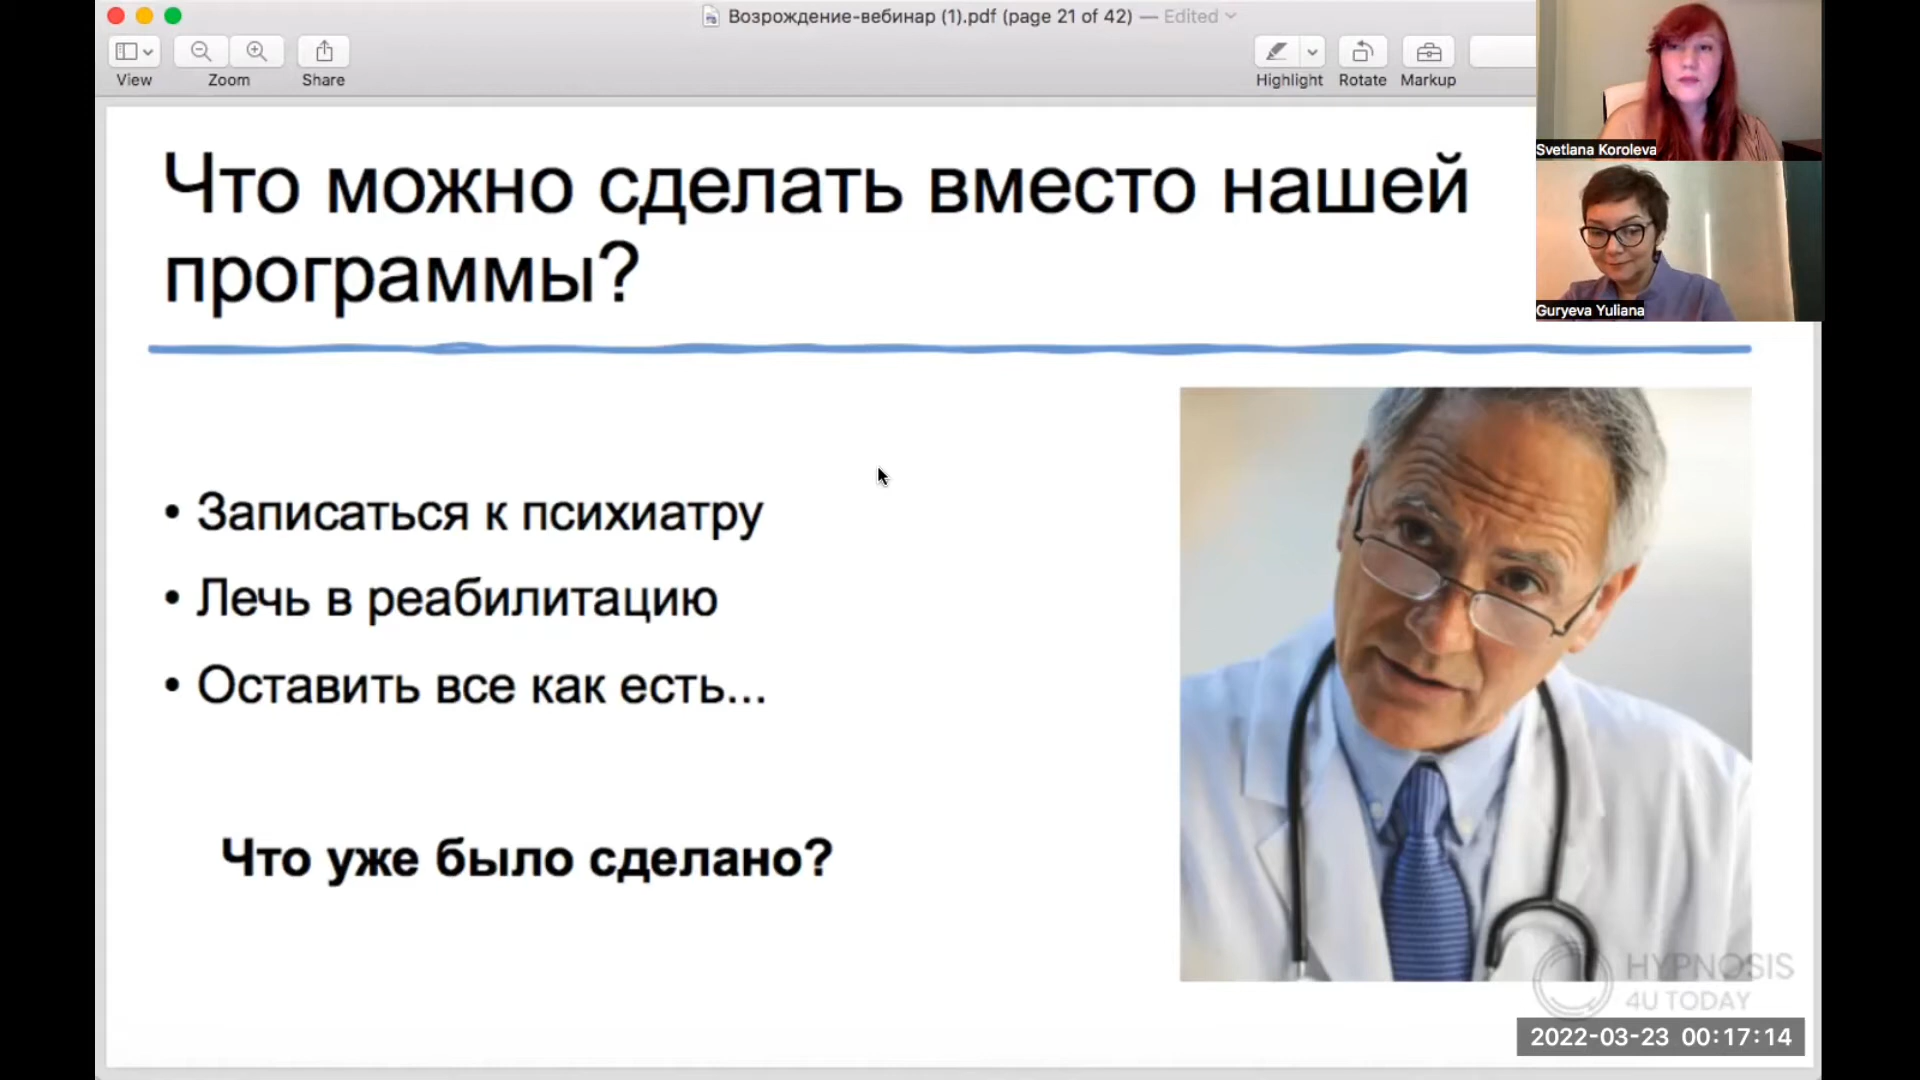 Возрождение-вебинар (1).pdf (page 21 of 42) — Edited
View
Zoom
Share
Highlight
Rotate
Markup
Svetlana Koroleva
Guryeva Yuliana
Что можно сделать вместо нашей
программы?
• Записаться к психиатру
• Лечь в реабилитацию
• Оставить все как есть...
Что уже было сделано?
HYPNOSIS
4U TODAY
2022-03-23 00:17:14